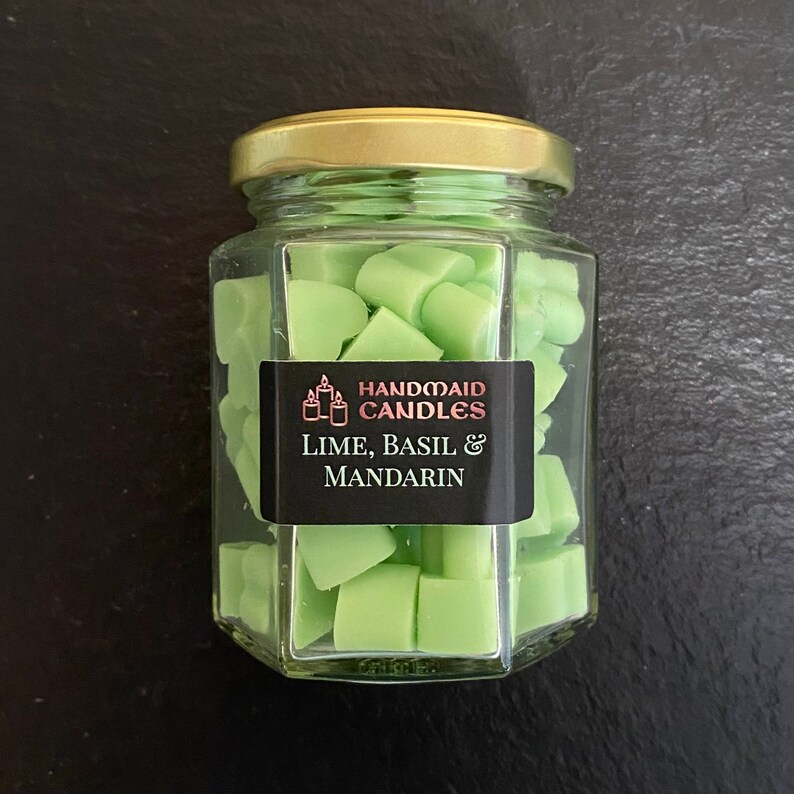 HANDMAID
CANDLES
Lime, Basil &
Mandarin